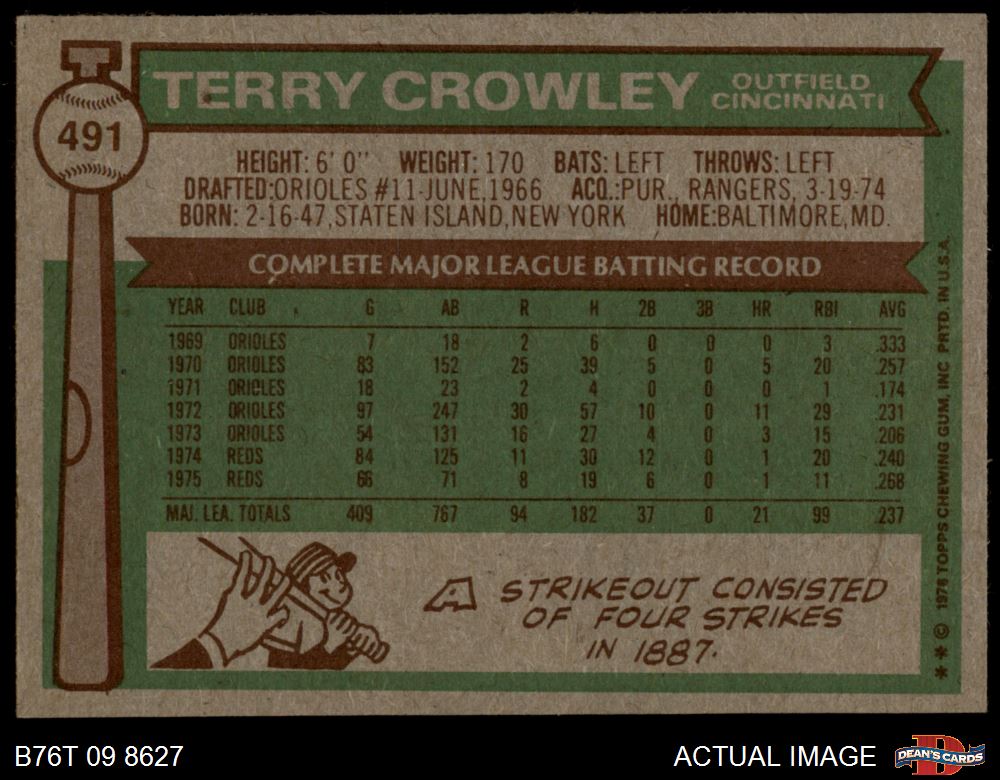 TERRY CROWLEY OUTFIELD
CINCINNATI
491
HEIGHT: 6' 0" WEIGHT: 170 BATS: LEFT THROWS: LEFT
DRAFTED:ORIOLES #11-JUNE,1966 ACQ.:PUR., RANGERS, 3-19-74
BORN: 2-16-47,STATEN ISLAND,NEW YORK HOME:BALTIMORE,MD.
COMPLETE MAJOR LEAGUE BATTING RECORD
YEAR CLUB G AB R H 2B 3B HR RBI AVG
1969 ORIOLES 7 18 2 6 0 0 0 3 .333
1970 ORIOLES 83 152 25 39 5 0 5 20 .257
1971 ORIOLES 18 23 2 4 0 0 0 1 .174
1972 ORIOLES 97 247 30 57 10 0 11 29 .231
1973 ORIOLES 54 131 16 27 4 0 3 15 .206
1974 REDS 84 125 11 30 12 0 1 20 .240
1975 REDS 66 71 8 19 6 0 1 11 .268
MAJ. LEA. TOTALS 409 767 94 182 37 0 21 99 .237
A STRIKEOUT CONSISTED
OF FOUR STRIKES
IN 1887.
** © 1976 TOPPS CHEWING GUM, INC PRTD. IN U.S.A.
B76T 09 8627
ACTUAL IMAGE
D
DEAN'S CARDS